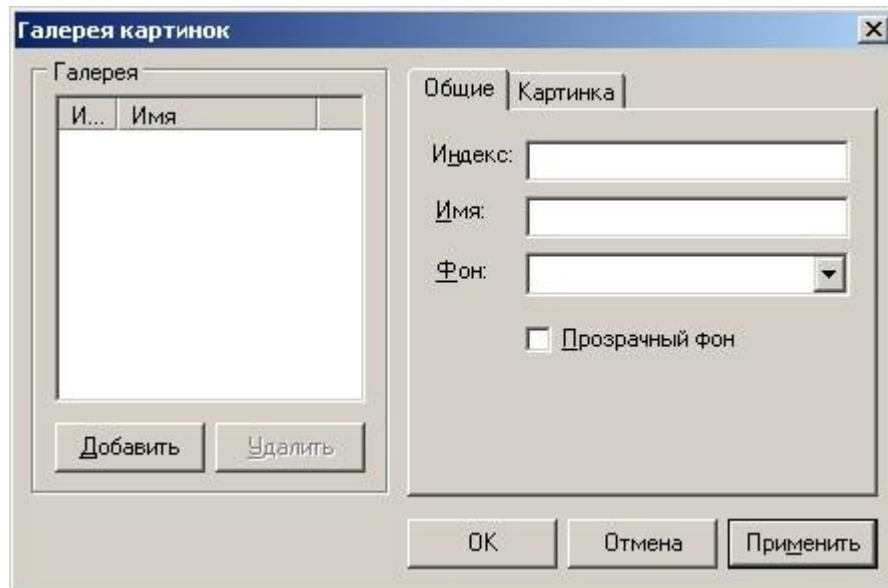 Галерея картинок
Галерея
И... Имя
Добавить Удалить
Общие Картинка
Индекс:
Имя:
Фон:
Прозрачный фон
OK Отмена Применить